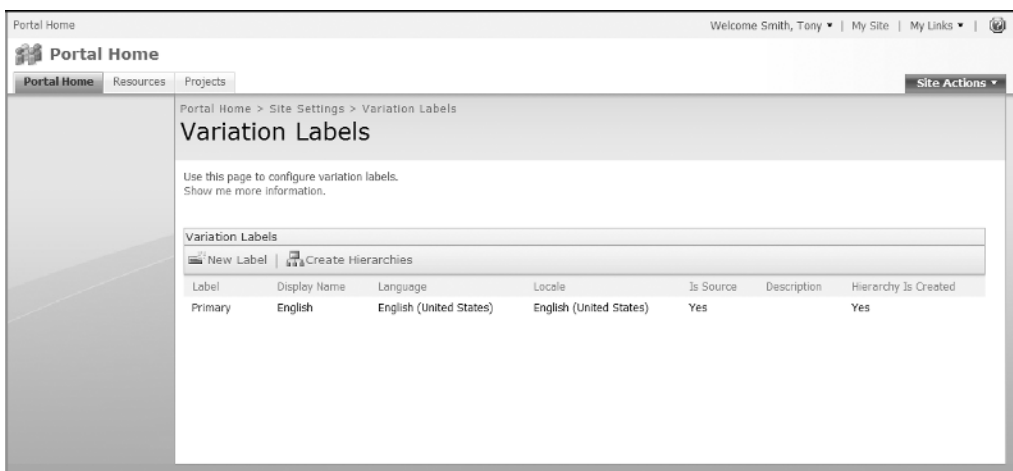 Portal Home Welcome Smith, Tony | My Site | My Links |
Portal Home
Portal Home Resources Projects Site Actions
Portal Home > Site Settings > Variation Labels
Variation Labels
Use this page to configure variation labels.
Show me more information.
Variation Labels
New Label | Create Hierarchies
Label Display Name Language Locale Is Source Description Hierarchy Is Created
Primary English English (United States) English (United States) Yes Yes